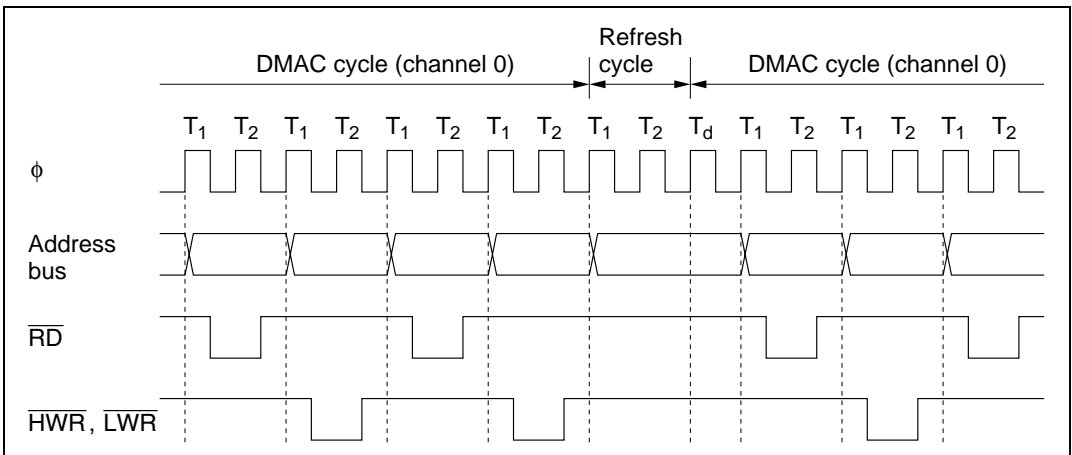 Refresh
DMAC cycle (channel 0) cycle DMAC cycle (channel 0)
T1 T2 T1 T2 T1 T2 T1 T2 T1 T2 Td T1 T2 T1 T2 T1 T2
φ
Address
bus
RD
HWR, LWR